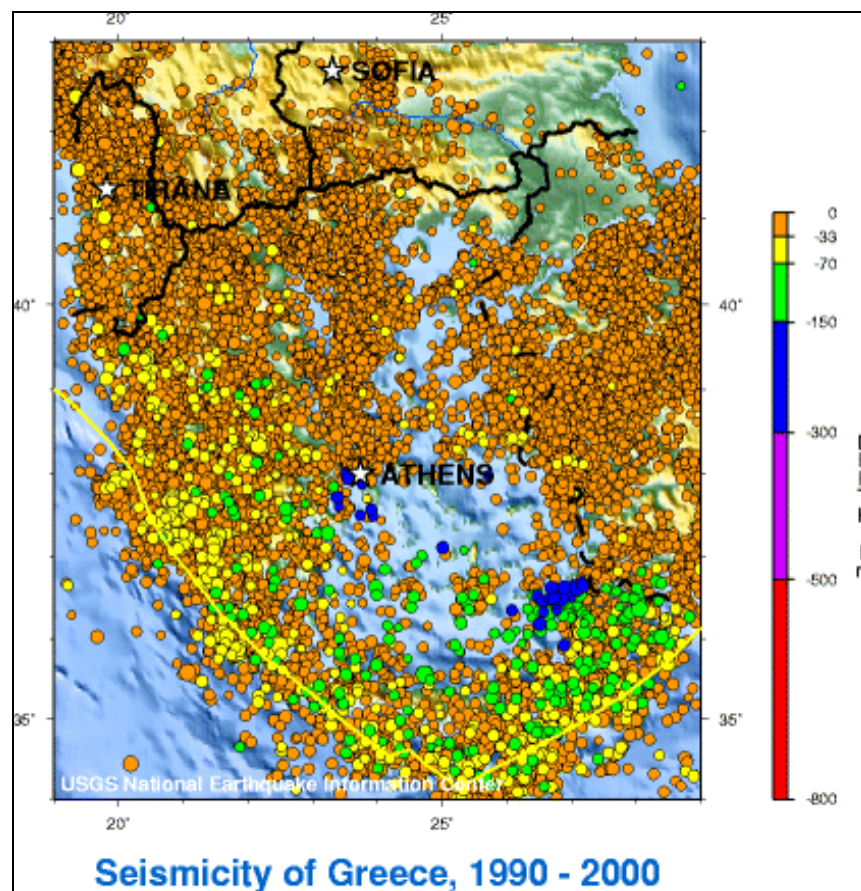 20° 25°
SOFIA
TIRANE
0
-33
-70
40° 40°
-150
-300
ATHENS
-500
35° 35°
USGS National Earthquake Information Center
-800
20° 25°
Seismicity of Greece, 1990 - 2000